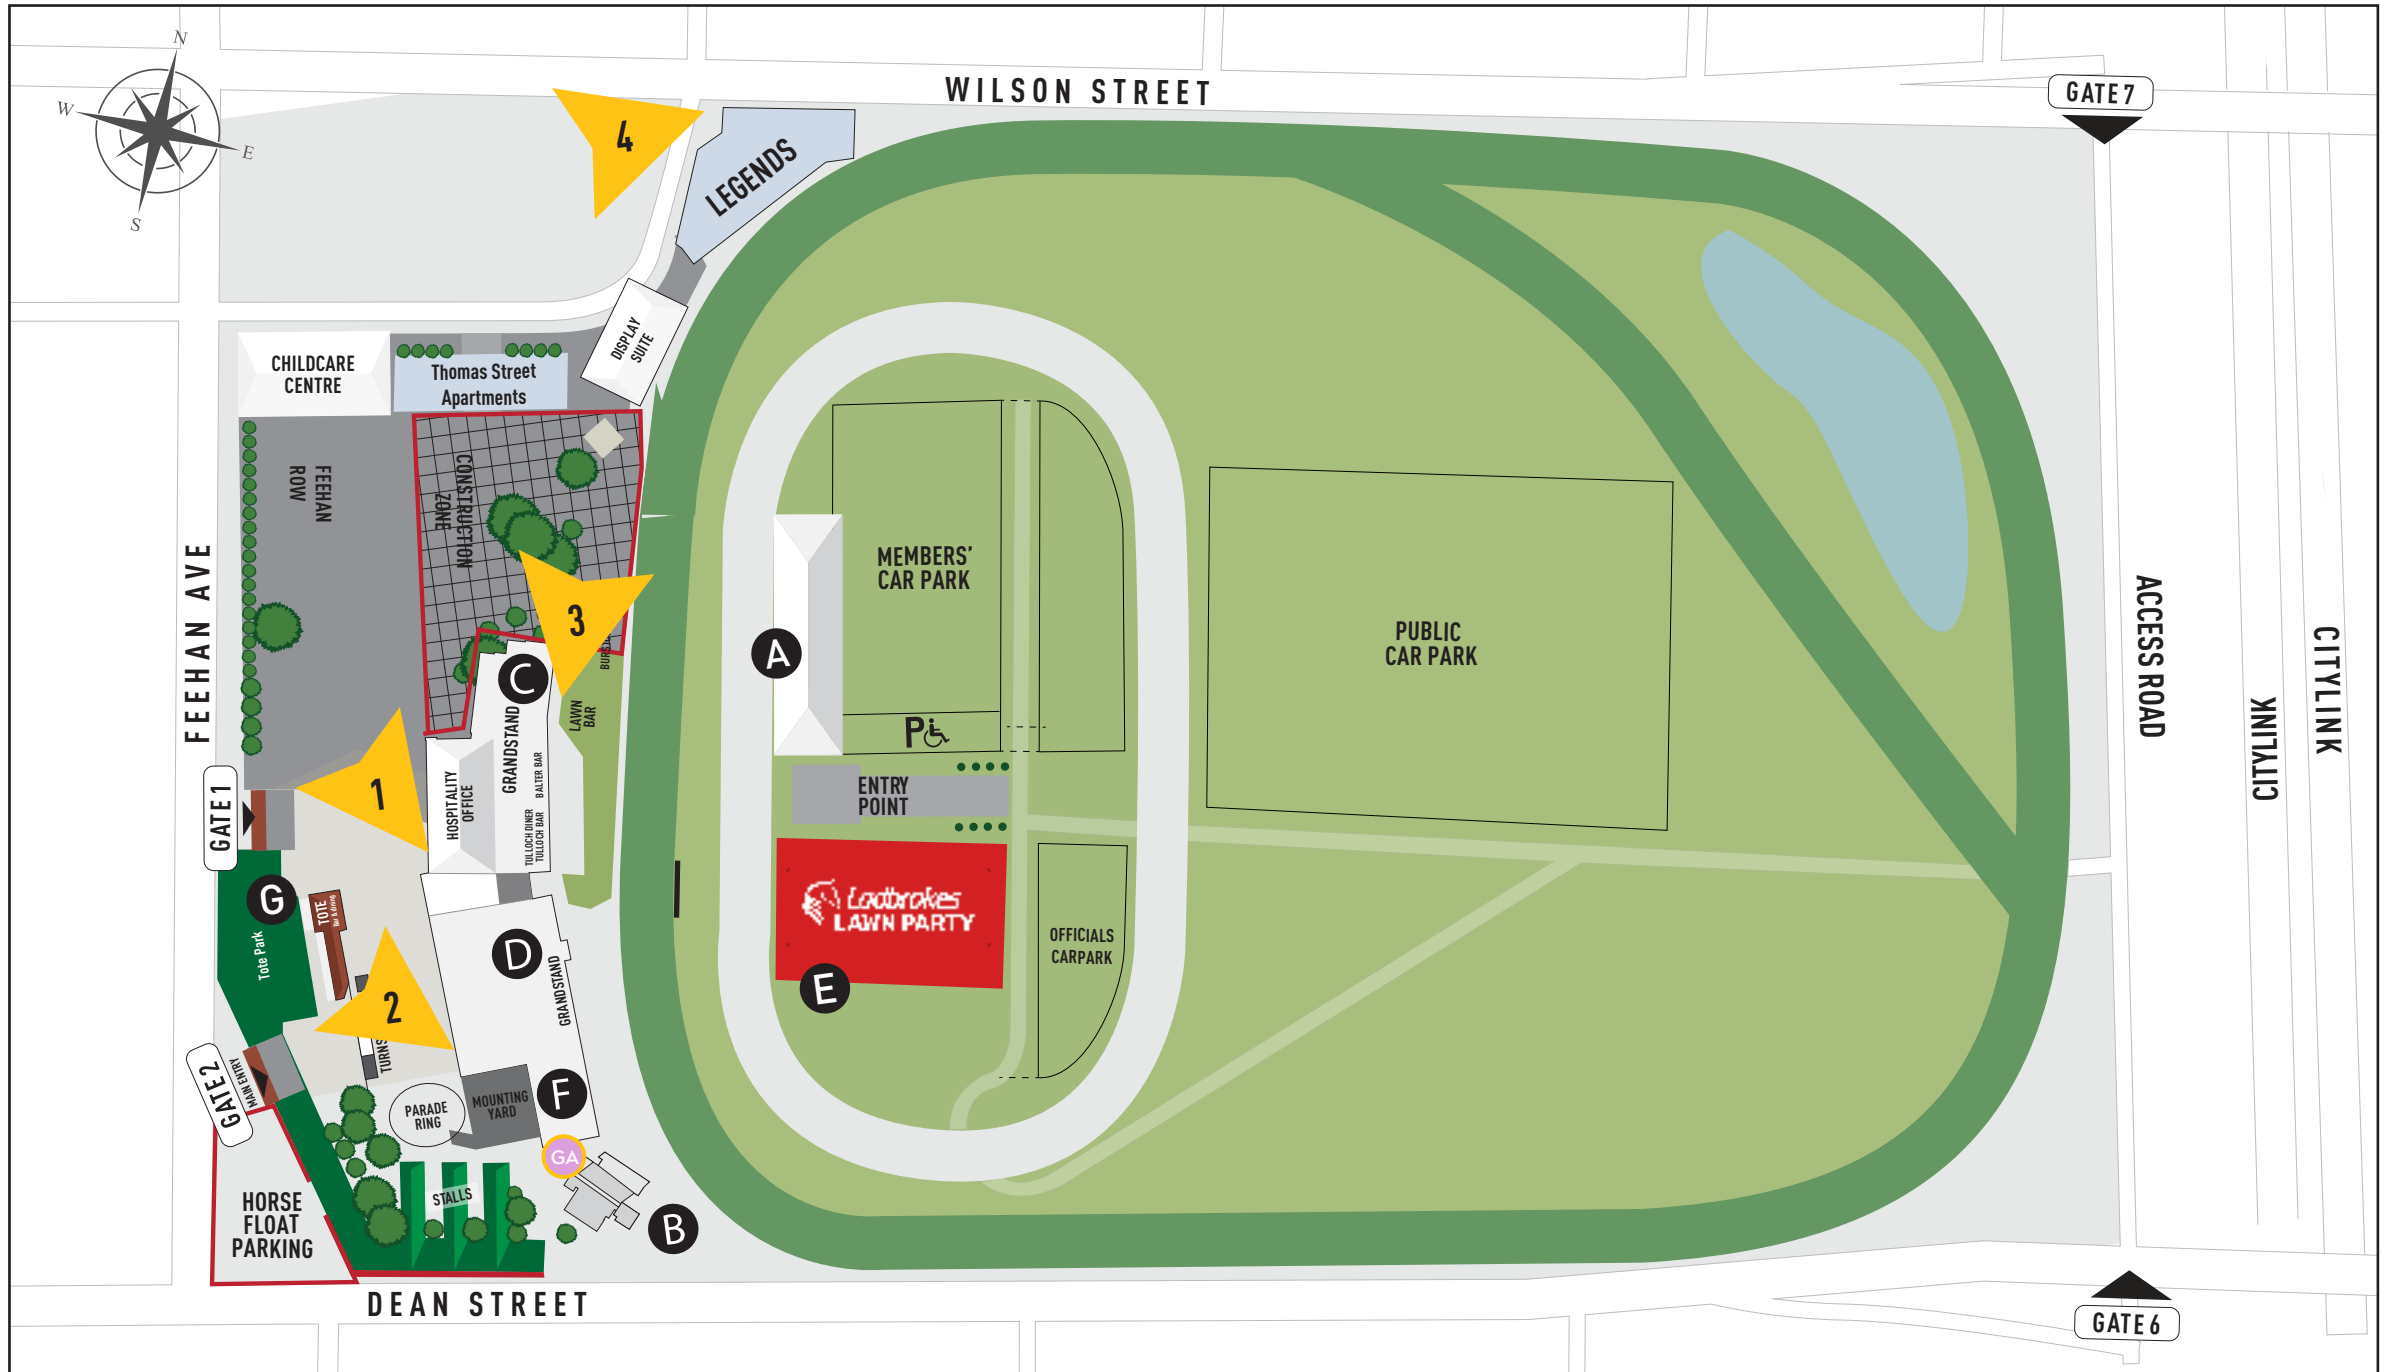 N
W
E
S
WILSON STREET
GATE 7
4
LEGENDS
DISPLAY
SUITE
CHILDCARE
CENTRE
Thomas Street
Apartments
FEEHAN
ROW
CONSTRUCTION
ZONE
FEEHAN AVE
3
C
LAWN
BAR
GRANDSTAND
BALTER BAR
TULLOCH DINER
TULLOCH BAR
HOSPITALITY
OFFICE
1
GATE 1
G
Tote Park
TOTE
Bar & dining
2
D
GRANDSTAND
GATE 2
MAIN ENTRY
PARADE
RING
MOUNTING
YARD
F
GA
B
STALLS
HORSE
FLOAT
PARKING
DEAN STREET
A
MEMBERS'
CAR PARK
P
ENTRY
POINT
Ladbrokes
LAWN PARTY
E
OFFICIALS
CARPARK
PUBLIC
CAR PARK
ACCESS ROAD
CITYLINK
CITYLINK
GATE 6